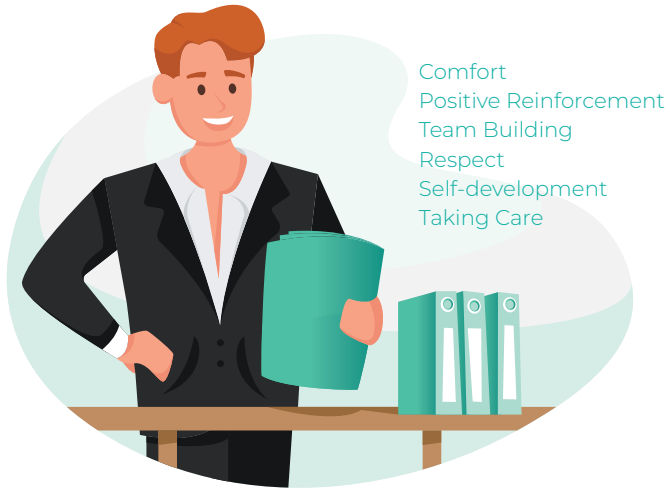 Comfort
Positive Reinforcement
Team Building
Respect
Self-development
Taking Care